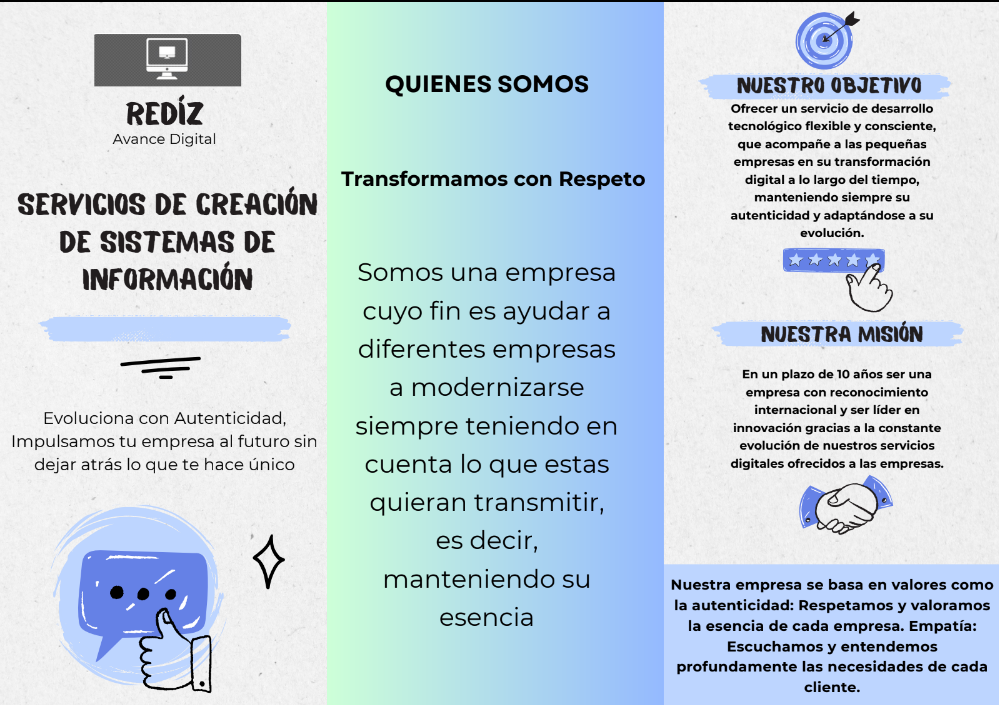 REDÍZ
Avance Digital
SERVICIOS DE CREACIÓN
DE SISTEMAS DE
INFORMACIÓN
Evoluciona con Autenticidad,
Impulsamos tu empresa al futuro sin
dejar atrás lo que te hace único
QUIENES SOMOS
Transformamos con Respeto
Somos una empresa
cuyo fin es ayudar a
diferentes empresas
a modernizarse
siempre teniendo en
cuenta lo que estas
quieran transmitir,
es decir,
manteniendo su
esencia
NUESTRO OBJETIVO
Ofrecer un servicio de desarrollo
tecnológico flexible y consciente,
que acompañe a las pequeñas
empresas en su transformación
digital a lo largo del tiempo,
manteniendo siempre su
autenticidad y adaptándose a su
evolución.
NUESTRA MISIÓN
En un plazo de 10 años ser una
empresa con reconocimiento
internacional y ser líder en
innovación gracias a la constante
evolución de nuestros servicios
digitales ofrecidos a las empresas.
Nuestra empresa se basa en valores como
la autenticidad: Respetamos y valoramos
la esencia de cada empresa. Empatía:
Escuchamos y entendemos
profundamente las necesidades de cada
cliente.